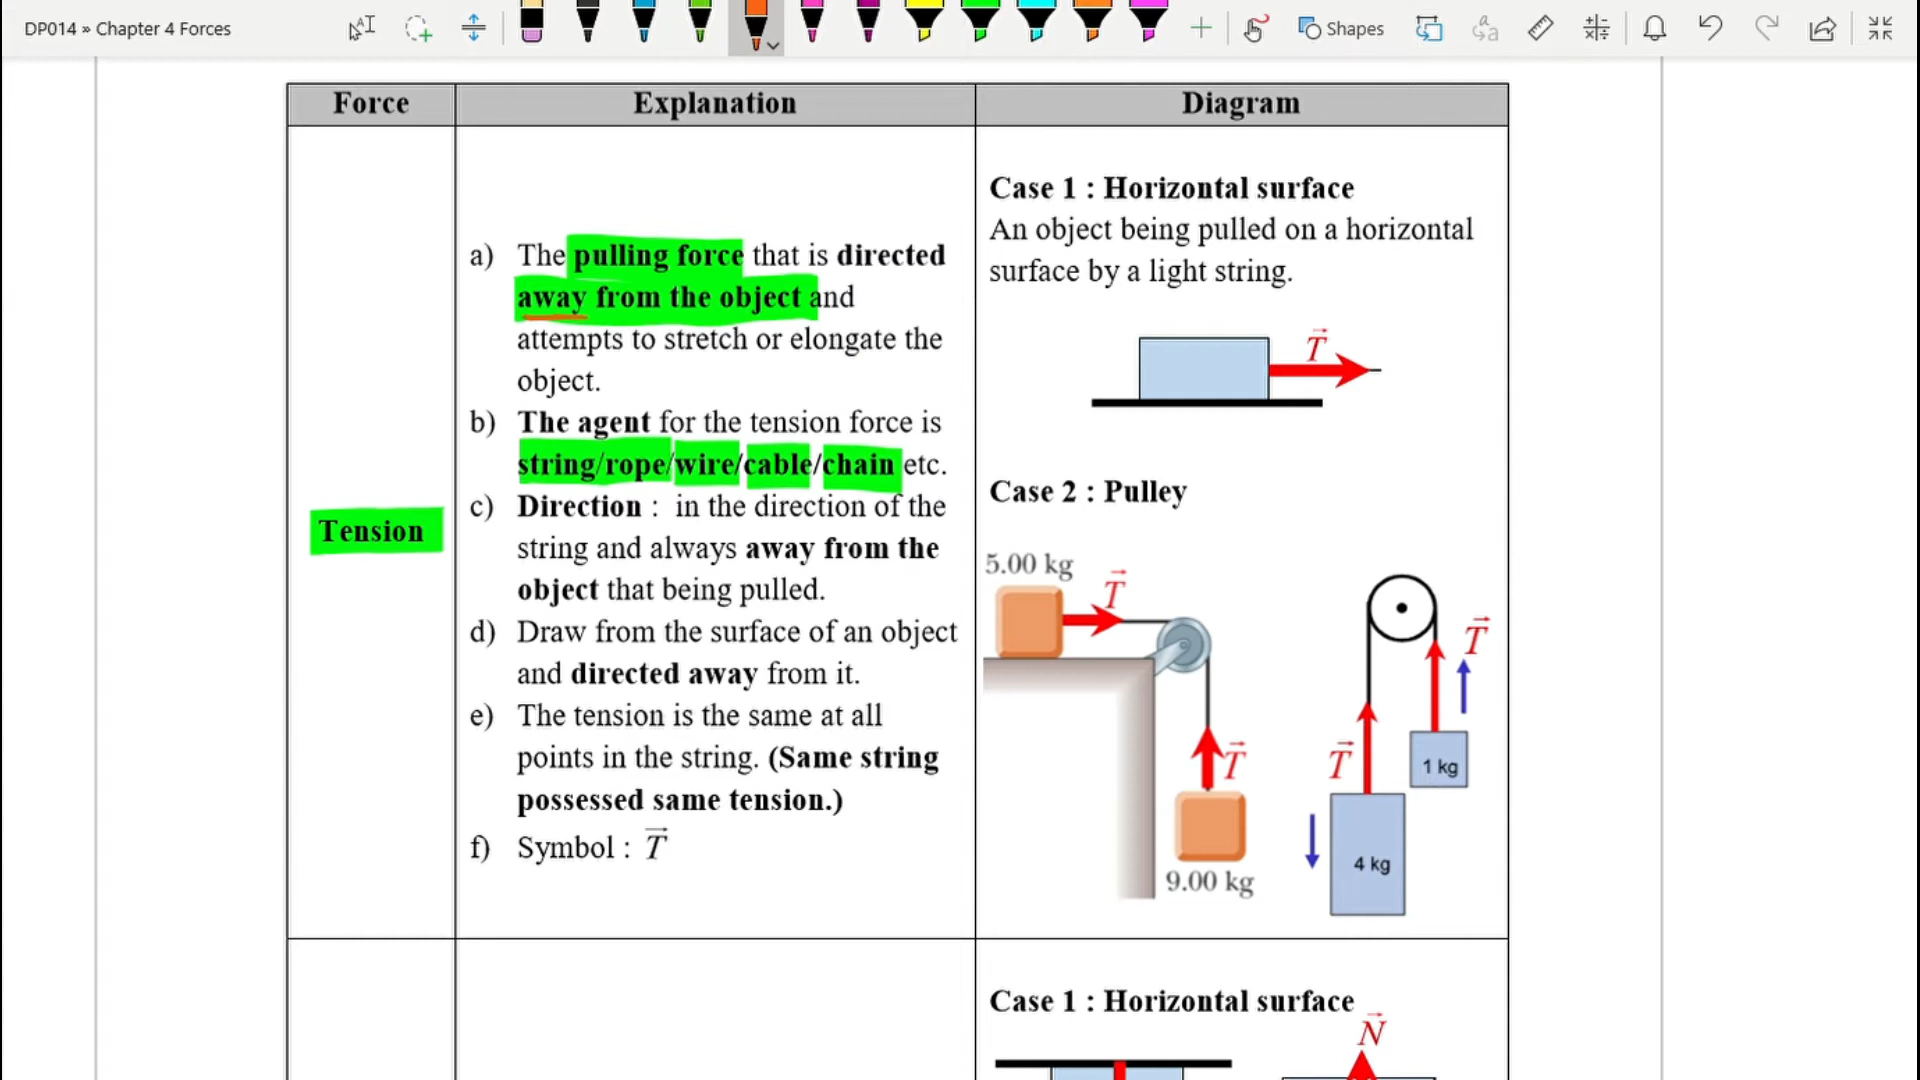 DP014 » Chapter 4 Forces
Shapes
Force
Explanation
Diagram
Tension
a) The pulling force that is directed
away from the object and
attempts to stretch or elongate the
object.
b) The agent for the tension force is
string/rope/wire/cable/chain etc.
c) Direction : in the direction of the
string and always away from the
object that being pulled.
d) Draw from the surface of an object
and directed away from it.
e) The tension is the same at all
points in the string. (Same string
possessed same tension.)
f) Symbol : T⃗
Case 1 : Horizontal surface
An object being pulled on a horizontal
surface by a light string.
T⃗
Case 2 : Pulley
5.00 kg
T⃗
T⃗
9.00 kg
T⃗
T⃗
1 kg
4 kg
Case 1 : Horizontal surface
N⃗